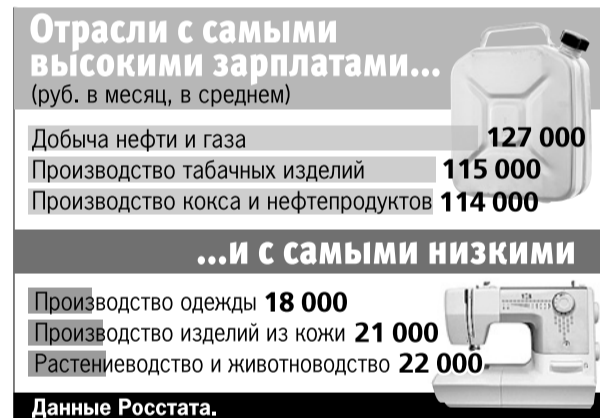 Отрасли с самыми
высокими зарплатами...
(руб. в месяц, в среднем)
Добыча нефти и газа 127 000
Производство табачных изделий 115 000
Производство кокса и нефтепродуктов 114 000
...и с самыми низкими
Производство одежды 18 000
Производство изделий из кожи 21 000
Растениеводство и животноводство 22 000
Данные Росстата.